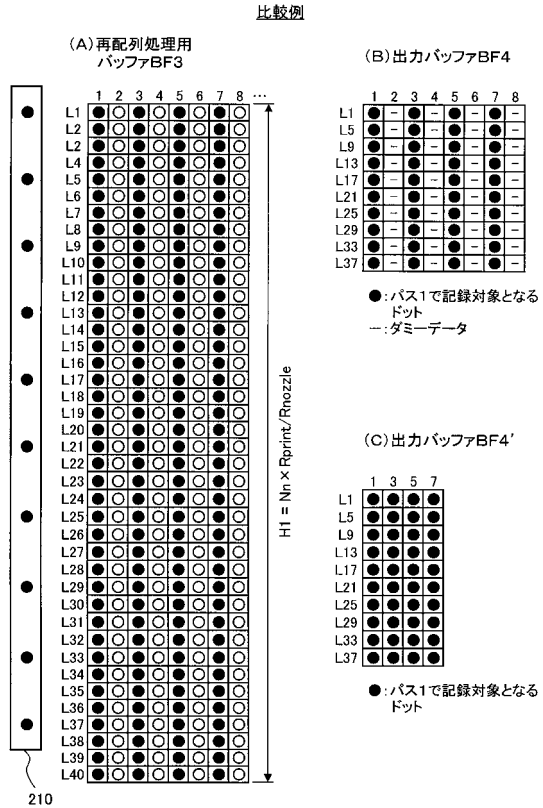 比較例
(A)再配列処理用
バッファBF3
1 2 3 4 5 6 7 8 …
L1
L2
L2
L4
L5
L6
L7
L8
L9
L10
L11
L12
L13
L14
L15
L16
L17
L18
L19
L20
L21
L22
L23
L24
L25
L26
L27
L28
L29
L30
L31
L32
L33
L34
L35
L36
L37
L38
L39
L40
H1 = Nn × Rprint/Rnozzle
210
(B)出力バッファBF4
1 2 3 4 5 6 7 8
L1
L5
L9
L13
L17
L21
L25
L29
L33
L37
●:パス1で記録対象となる
ドット
−:ダミーデータ
(C)出力バッファBF4'
1 3 5 7
L1
L5
L9
L13
L17
L21
L25
L29
L33
L37
●:パス1で記録対象となる
ドット